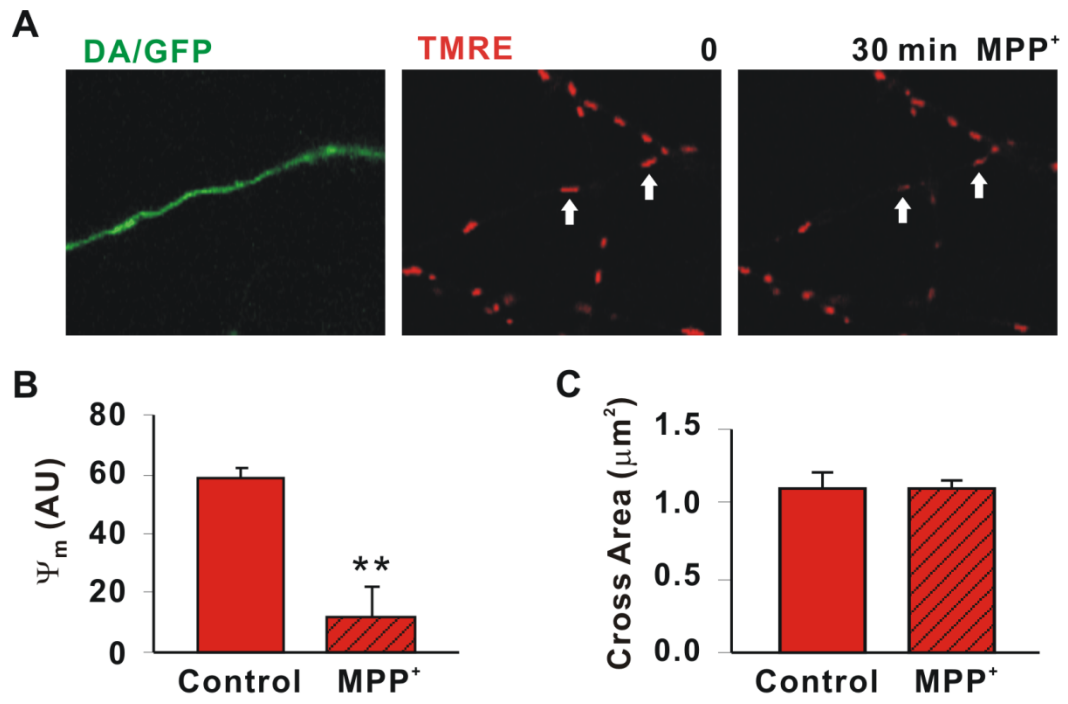 A
DA/GFP
TMRE
0
30 min MPP⁺
B
80
60
40
20
0
Ψm (AU)
**
Control
MPP⁺
C
1.5
1.0
0.5
0.0
Cross Area (μm²)
Control
MPP⁺